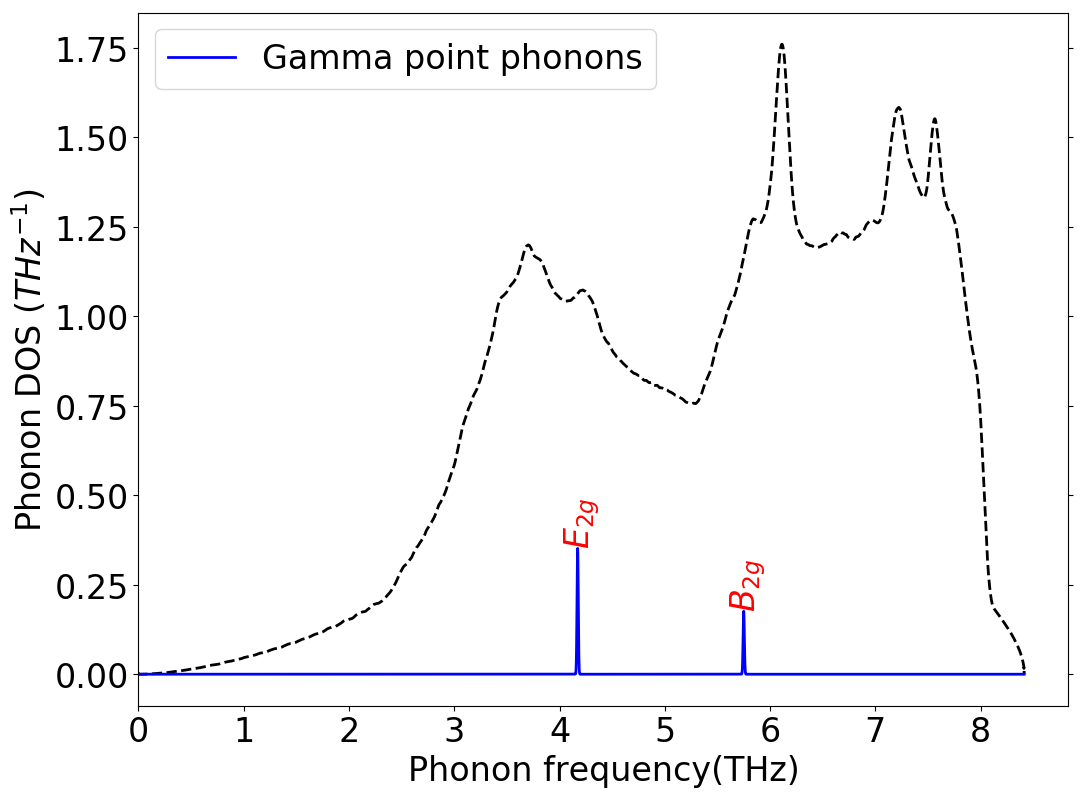 Gamma point phonons
1.75
1.50
1.25
1.00
0.75
0.50
0.25
0.00
Phonon DOS (THz⁻¹)
E₂g
B₂g
0 1 2 3 4 5 6 7 8
Phonon frequency(THz)